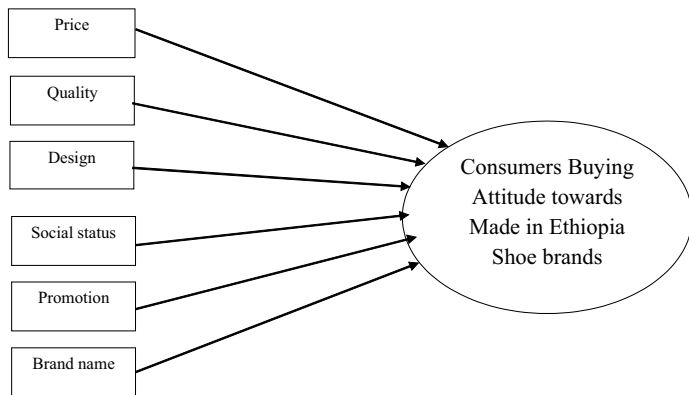 Price
Quality
Design
Social status
Promotion
Brand name
Consumers Buying
Attitude towards
Made in Ethiopia
Shoe brands